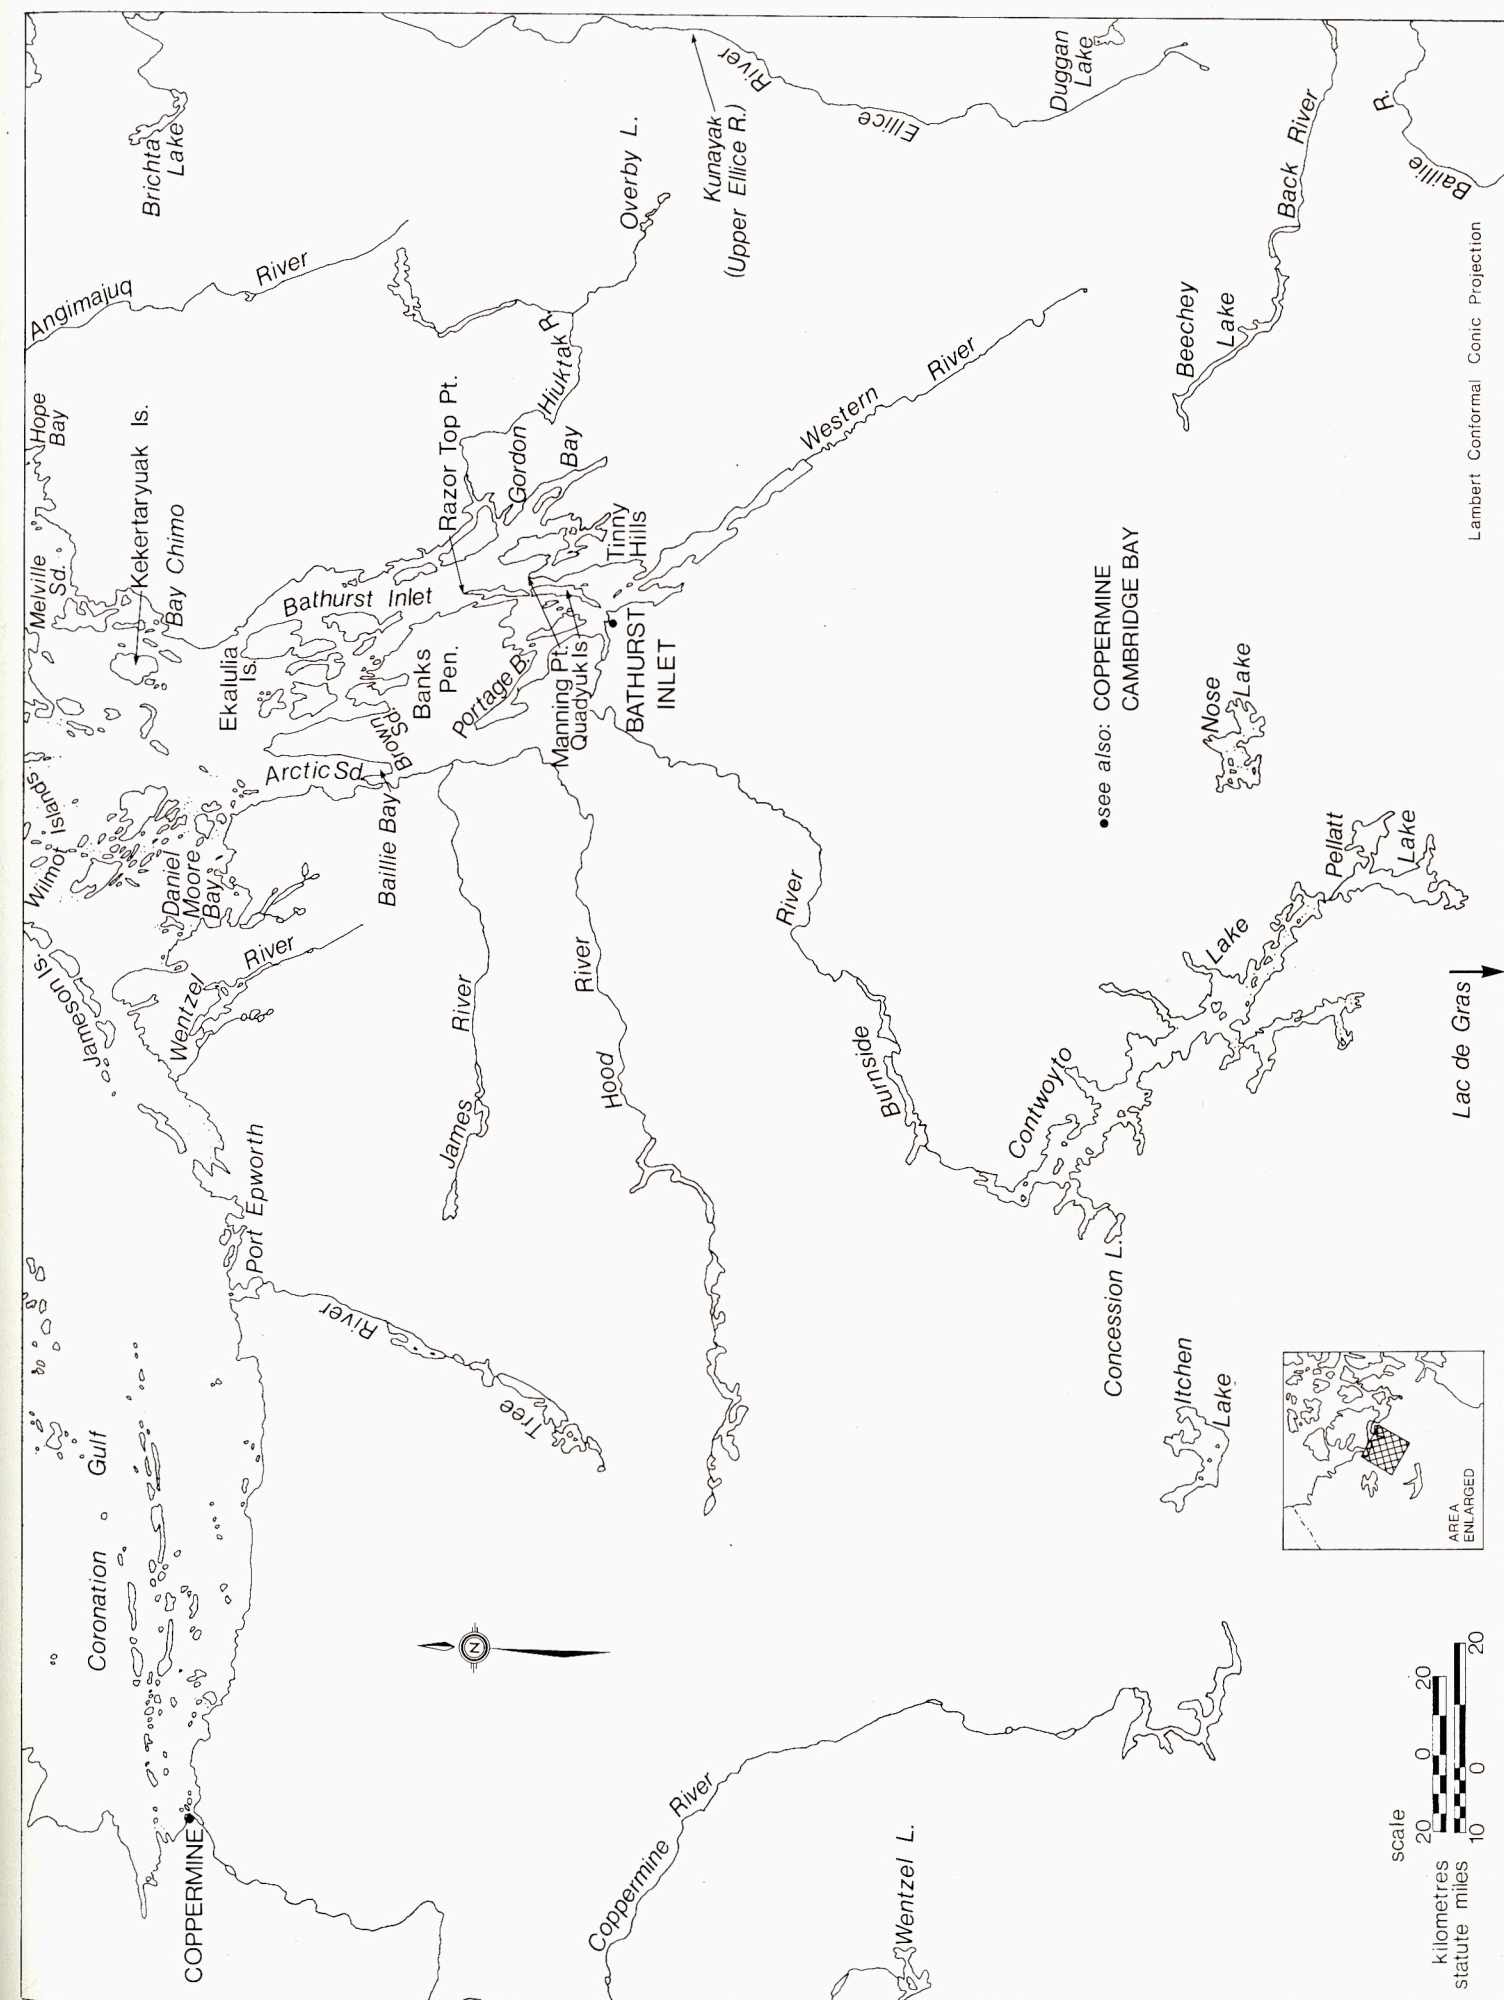 Coronation Gulf
COPPERMINE
Port Epworth
Jameson Is.
Wilmot Islands
Daniel
Moore
Bay
Wentzel River
Melville
Sd.
Hope
Bay
Kekertaryuak Is.
Bay Chimo
Angimajuq River
Brichta
Lake
Ekalulia
Is.
Arctic Sd.
Bathurst Inlet
Baillie Bay
Brown
Sd.
Banks
Pen.
Razor Top Pt.
Gordon
Bay
Hiuktak R.
Overby L.
Portage B.
Manning Pt.
Quadyuk Is
Tinny
Hills
BATHURST
INLET
Kunayak
(Upper Ellice R.)
Ellice River
Duggan
Lake
Tree River
James River
Hood River
Western River
Burnside River
Coppermine River
Wentzel L.
Contwoyto Lake
Concession L.
Itchen
Lake
Pellatt
Lake
Nose
Lake
Beechey
Lake
Back River
Baillie R.
•see also: COPPERMINE
CAMBRIDGE BAY
Lac de Gras
N
AREA
ENLARGED
scale
kilometres 20 0 20
statute miles 10 0 20
Lambert Conformal Conic Projection